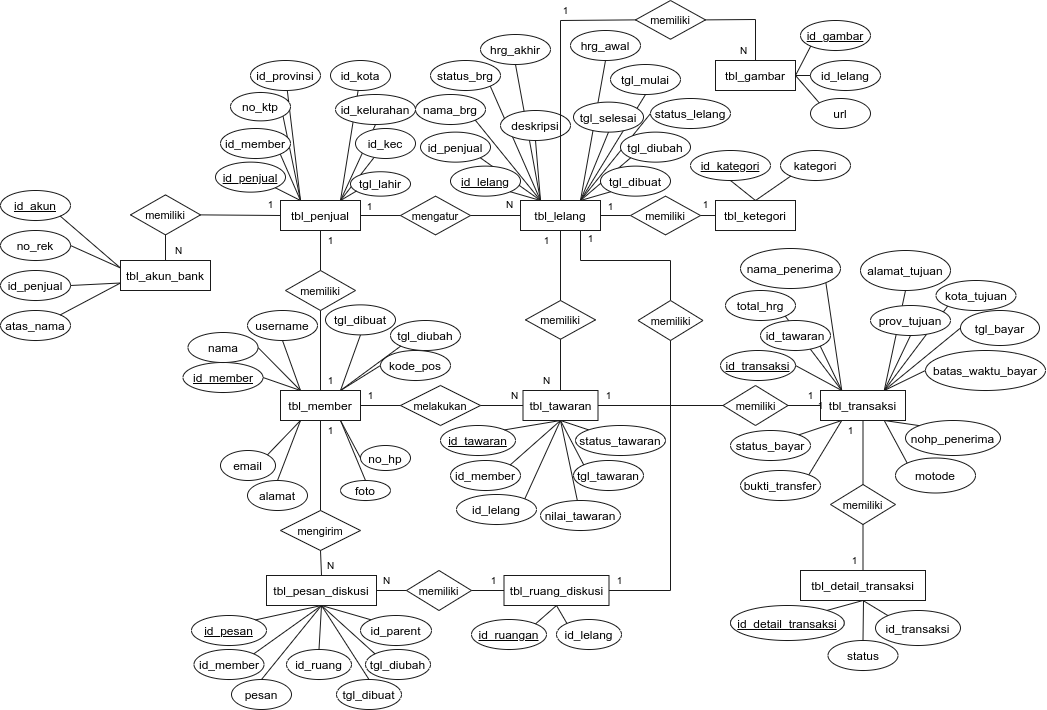 1
memiliki
N
id_gambar
tbl_gambar
id_lelang
url
hrg_akhir
hrg_awal
id_provinsi
id_kota
status_brg
tgl_mulai
no_ktp
id_kelurahan
nama_brg
deskripsi
tgl_selesai
status_lelang
id_member
id_kec
id_penjual
tgl_diubah
id_penjual
tgl_lahir
id_lelang
tgl_dibuat
id_kategori
kategori
id_akun
memiliki
1
tbl_penjual
1
mengatur
N
tbl_lelang
1
memiliki
1
tbl_ketegori
no_rek
N
tbl_akun_bank
id_penjual
atas_nama
1
memiliki
1
1
memiliki
memiliki
nama_penerima
alamat_tujuan
kota_tujuan
total_hrg
prov_tujuan
tgl_bayar
id_tawaran
id_transaksi
batas_waktu_bayar
username
tgl_dibuat
tgl_diubah
nama
kode_pos
id_member
1
N
tbl_member
1
melakukan
N
tbl_tawaran
1
memiliki
1
1
tbl_transaksi
1
1
email
alamat
no_hp
foto
id_tawaran
status_tawaran
id_member
tgl_tawaran
id_lelang
nilai_tawaran
status_bayar
nohp_penerima
bukti_transfer
motode
mengirim
memiliki
N
1
tbl_pesan_diskusi
N
memiliki
1
tbl_ruang_diskusi
1
tbl_detail_transaksi
id_pesan
id_parent
id_ruangan
id_lelang
id_member
id_ruang
tgl_diubah
pesan
tgl_dibuat
id_detail_transaksi
id_transaksi
status